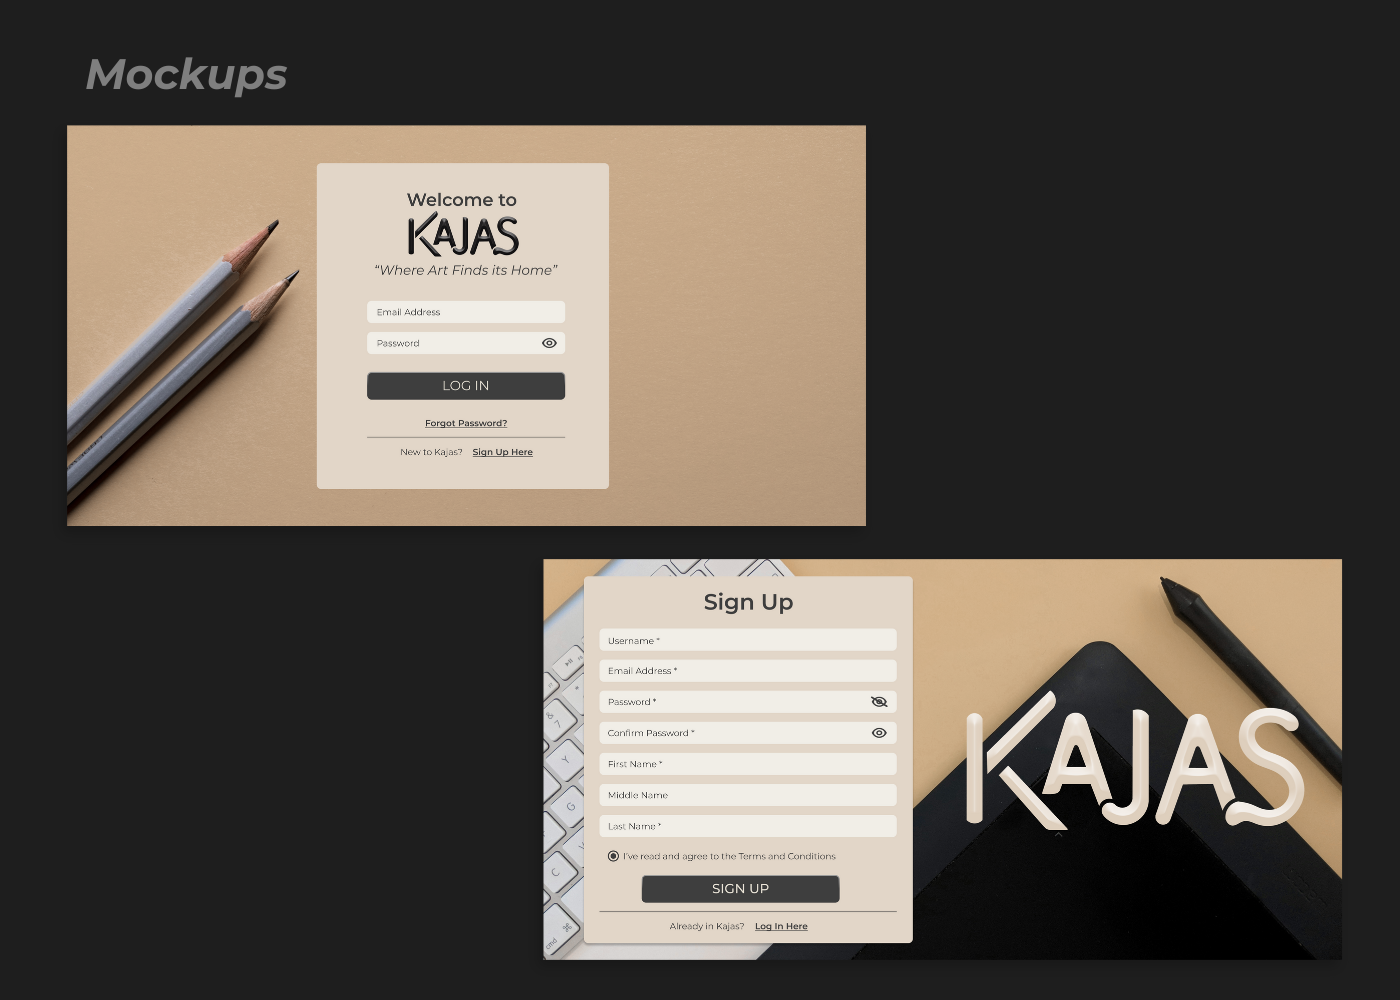 Mockups
Welcome to
KAJAS
“Where Art Finds its Home”
Email Address
Password
LOG IN
Forgot Password?
New to Kajas? Sign Up Here
Sign Up
Username *
Email Address *
Password *
Confirm Password *
First Name *
Middle Name
Last Name *
I've read and agree to the Terms and Conditions
SIGN UP
Already in Kajas? Log In Here
KAJAS
Y
G
C
cmd ⌘